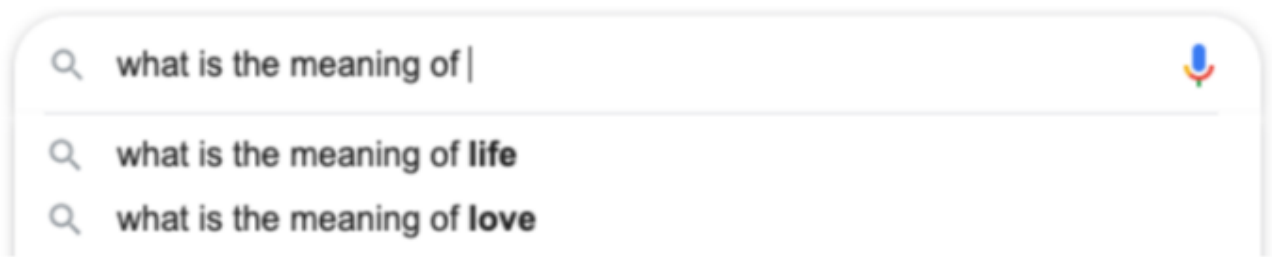 what is the meaning of
what is the meaning of life
what is the meaning of love